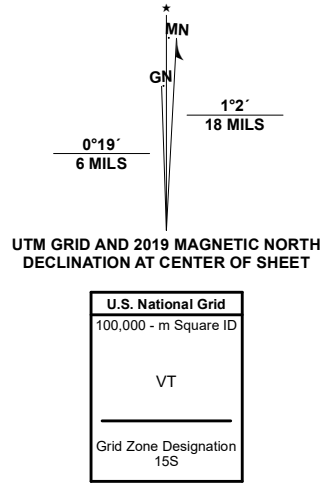 ★
MN
GN
1°2´
18 MILS
0°19´
6 MILS
UTM GRID AND 2019 MAGNETIC NORTH
DECLINATION AT CENTER OF SHEET
U.S. National Grid
100,000 - m Square ID
VT
Grid Zone Designation
15S